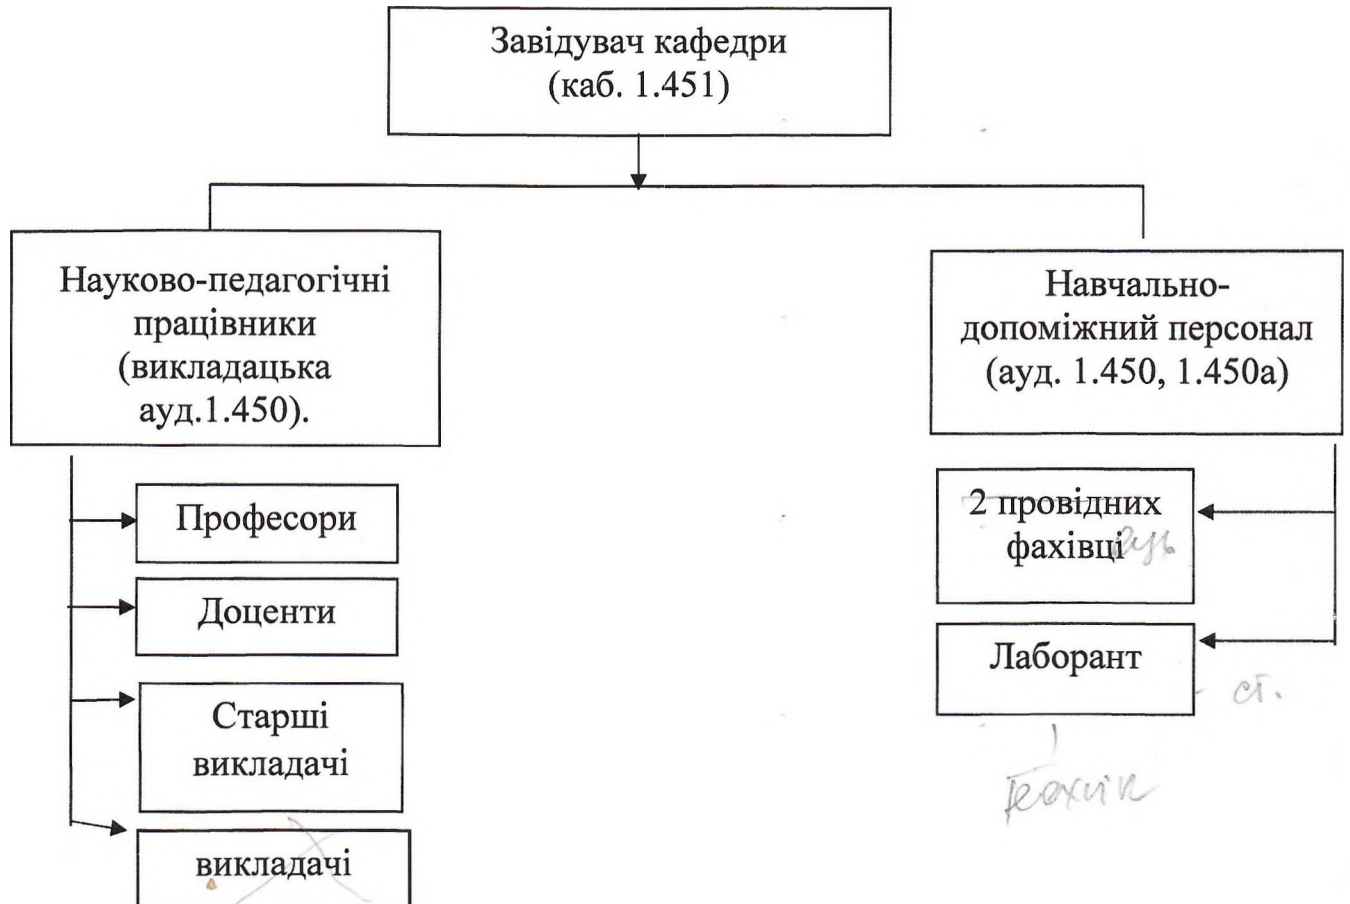 Завідувач кафедри
(каб. 1.451)
Науково-педагогічні
працівники
(викладацька
ауд.1.450).
Навчально-
допоміжний персонал
(ауд. 1.450, 1.450а)
Професори
Доценти
Старші
викладачі
викладачі
2 провідних
фахівці
Лаборант
ст.